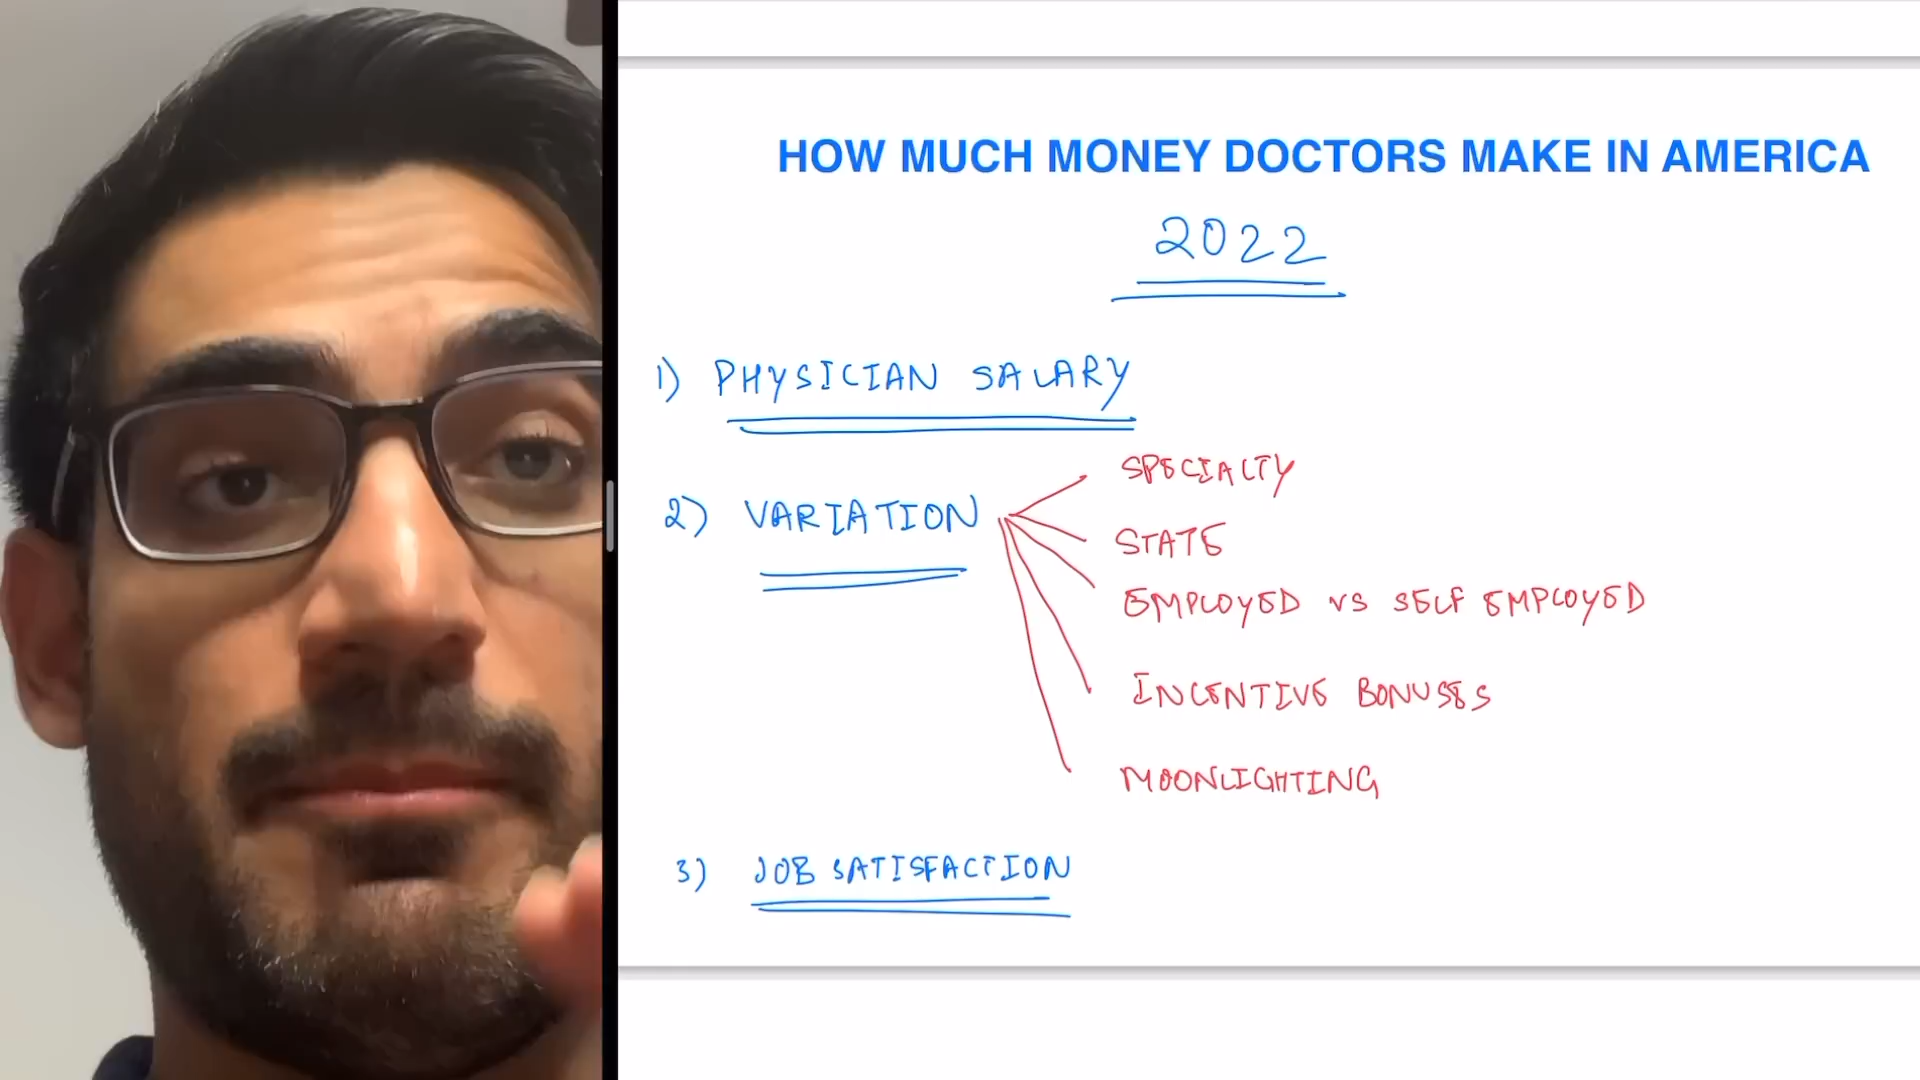 HOW MUCH MONEY DOCTORS MAKE IN AMERICA
2022
1) PHYSICIAN SALARY
2) VARIATION
SPECIALTY
STATE
EMPLOYED VS SELF EMPLOYED
INCENTIVE BONUSES
MOONLIGHTING
3) JOB SATISFACTION